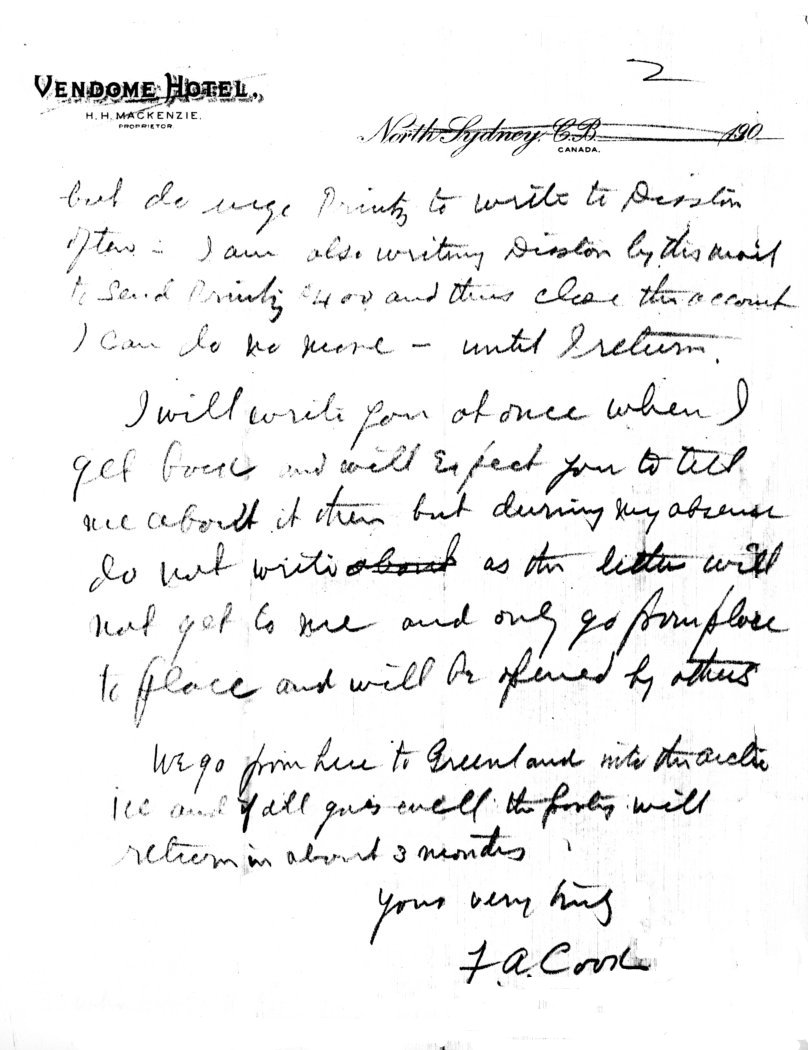 2
VENDOME HOTEL.
H. H. MACKENZIE.
PROPRIETOR
North Sydney, C.B. 190
CANADA.
but do urge Printz to write to Disston
often – I am also writing Disston by this mail
to send Printz $400 and thus close the account
I can do no more – until I return.
I will write you at once when I
get back and will expect you to tell
me about it then but during my absence
do not write about as the letter will
not get to me and only go from place
to place and will be opened by others
We go from here to Greenland into the arctic
ice and if all goes well the party will
return in about 3 months
Yours very truly
F. A. Cook